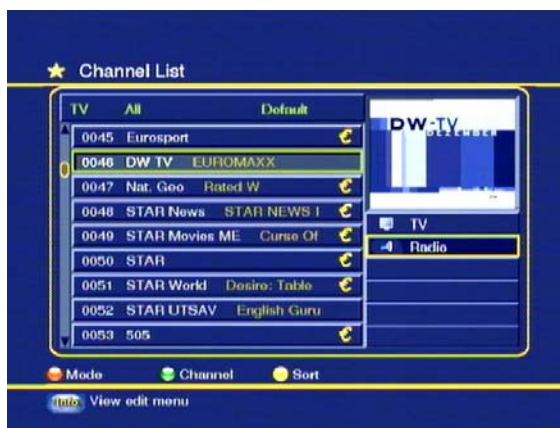 Channel List
TV All Default
0045 Eurosport €
0046 DW TV EUROMAXX
0047 Nat. Geo Rated W €
0048 STAR News STAR NEWS I €
0049 STAR Movies ME Curse Of €
0050 STAR €
0051 STAR World Desire: Table €
0052 STAR UTSAV English Guru
0053 505 €
DW-TV
DEZEMBER
TV
Radio
Mode Channel Sort
Info View edit menu